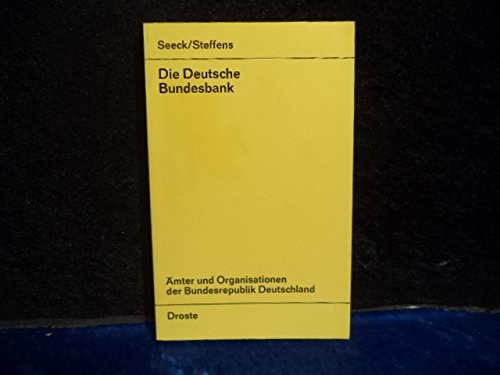 Seeck/Steffens
Die Deutsche
Bundesbank
Ämter und Organisationen
der Bundesrepublik Deutschland
Droste